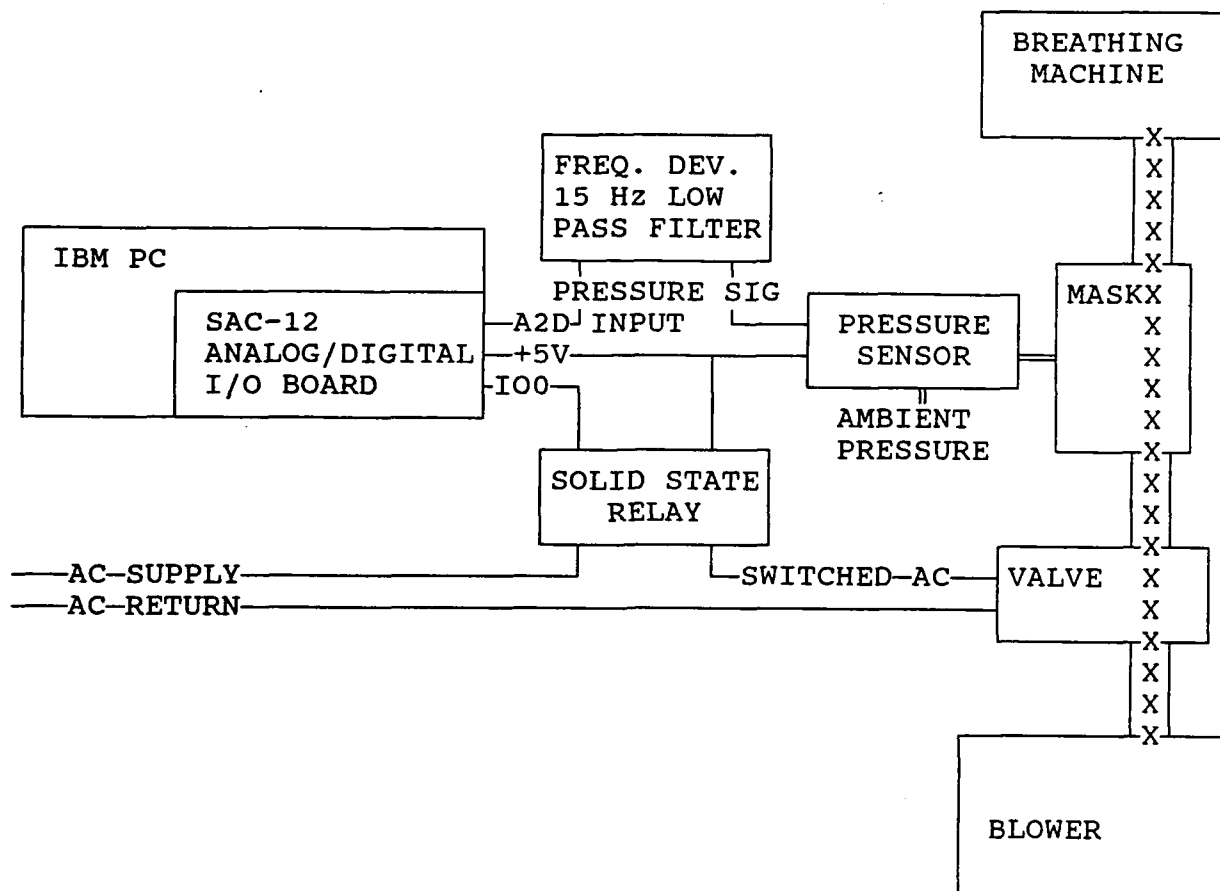 BREATHING
MACHINE
X
FREQ. DEV.
15 Hz LOW
PASS FILTER
X
X
X
IBM PC
X
PRESSURE SIG
INPUT
MASKX
SAC-12
ANALOG/DIGITAL
I/O BOARD
A2D
+5V
IO0
PRESSURE
SENSOR
X
X
X
AMBIENT
PRESSURE
X
X
SOLID STATE
RELAY
X
X
X
AC-SUPPLY
SWITCHED-AC
VALVE X
AC-RETURN
X
X
X
X
X
BLOWER